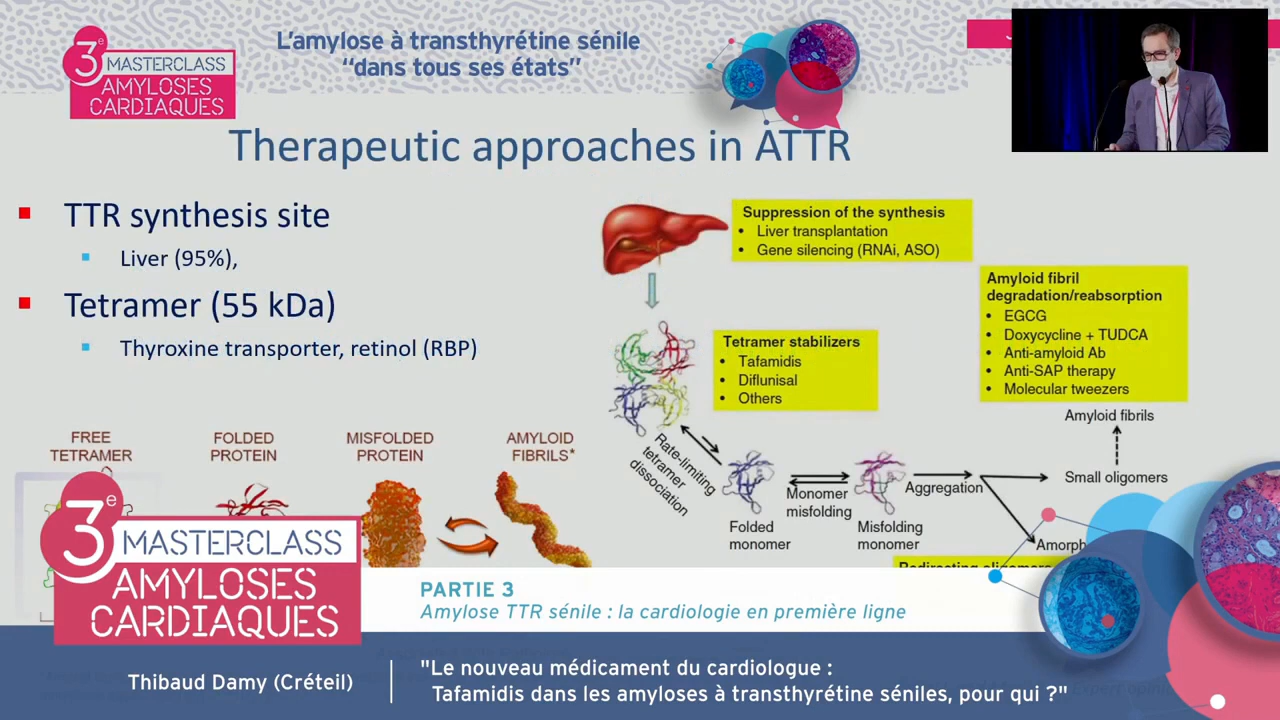 L'amylose à transthyrétine sénile
"dans tous ses états"
3e MASTERCLASS
AMYLOSES
CARDIAQUES
Therapeutic approaches in ATTR
TTR synthesis site
Liver (95%),
Tetramer (55 kDa)
Thyroxine transporter, retinol (RBP)
FREE
TETRAMER
FOLDED
PROTEIN
MISFOLDED
PROTEIN
AMYLOID
FIBRILS*
Suppression of the synthesis
• Liver transplantation
• Gene silencing (RNAi, ASO)
Tetramer stabilizers
• Tafamidis
• Diflunisal
• Others
Amyloid fibril
degradation/reabsorption
• EGCG
• Doxycycline + TUDCA
• Anti-amyloid Ab
• Anti-SAP therapy
• Molecular tweezers
Amyloid fibrils
Small oligomers
Rate-limiting
tetramer
dissociation
Folded
monomer
Monomer
misfolding
Misfolding
monomer
Aggregation
Amorph
3e MASTERCLASS
AMYLOSES
CARDIAQUES
PARTIE 3
Amylose TTR sénile : la cardiologie en première ligne
Thibaud Damy (Créteil)
"Le nouveau médicament du cardiologue :
Tafamidis dans les amyloses à transthyrétine séniles, pour qui ?"